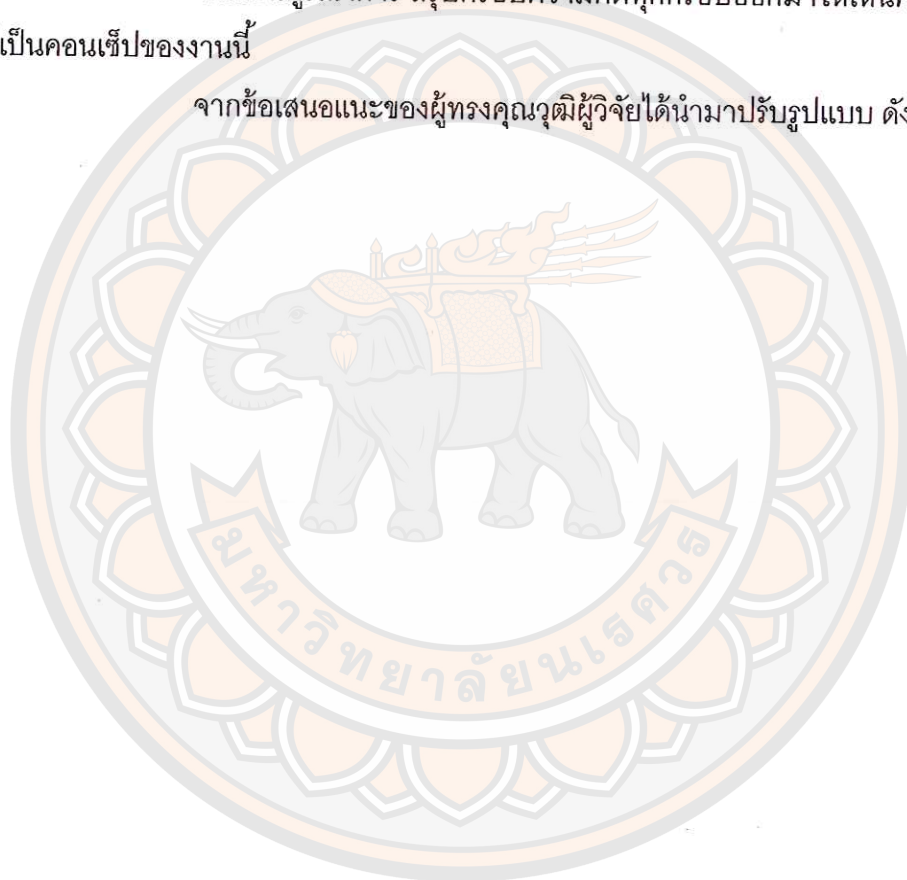 เป็นคอนเซ็ปของงานนี้
จากข้อเสนอแนะของผู้ทรงคุณวุฒิผู้วิจัยได้นำมาปรับรูปแบบ ดัง
มหาวิทยาลัยนเรศวร